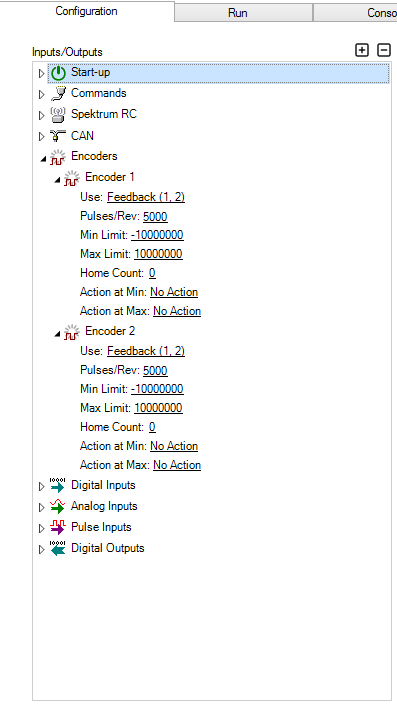 Configuration
Run
Conso
Inputs/Outputs
Start-up
Commands
Spektrum RC
CAN
Encoders
Encoder 1
Use: Feedback (1, 2)
Pulses/Rev: 5000
Min Limit: -10000000
Max Limit: 10000000
Home Count: 0
Action at Min: No Action
Action at Max: No Action
Encoder 2
Use: Feedback (1, 2)
Pulses/Rev: 5000
Min Limit: -10000000
Max Limit: 10000000
Home Count: 0
Action at Min: No Action
Action at Max: No Action
Digital Inputs
Analog Inputs
Pulse Inputs
Digital Outputs